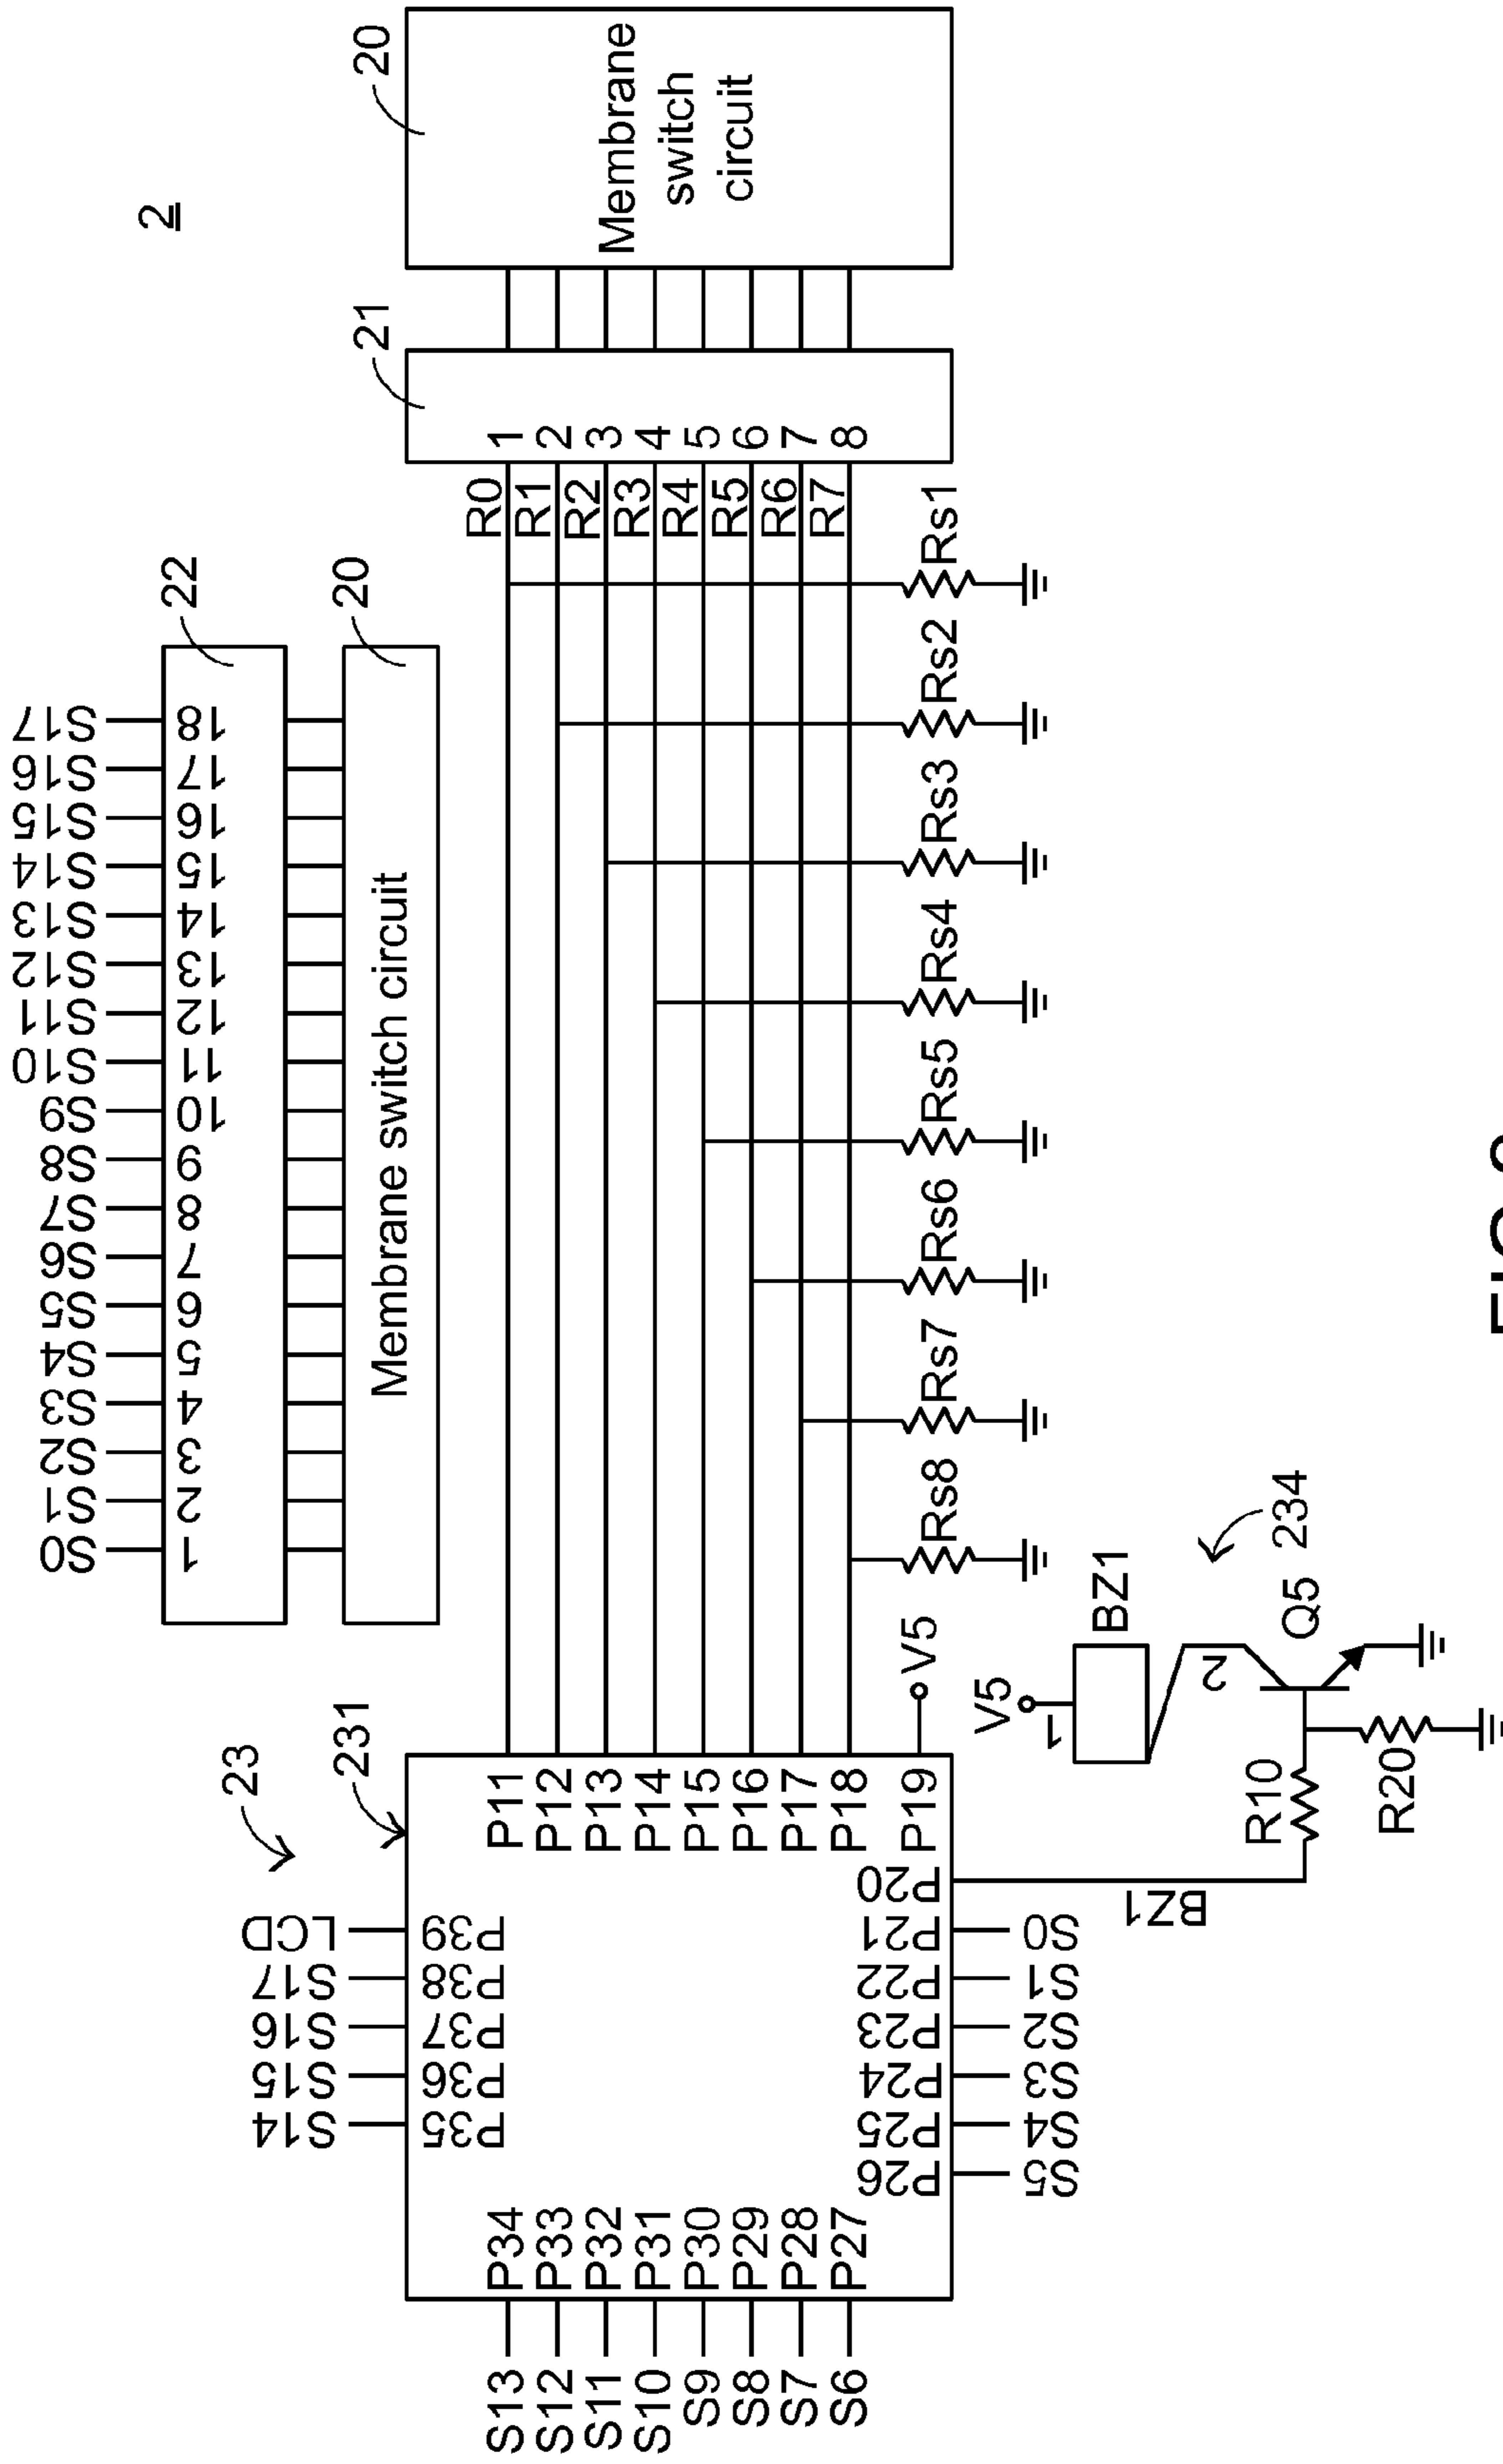 2
S0 S1 S2 S3 S4 S5 S6 S7 S8 S9 S10 S11 S12 S13 S14 S15 S16 S17
1 2 3 4 5 6 7 8 9 10 11 12 13 14 15 16 17 18
22
Membrane switch circuit
20
23
231
S14 S15 S16 S17 LCD
P35 P36 P37 P38 P39
S13 P34
S12 P33
S11 P32
S10 P31
S9 P30
S8 P29
S7 P28
S6 P27
P11 R0 1
P12 R1 2
P13 R2 3
P14 R3 4
P15 R4 5
P16 R5 6
P17 R6 7
P18 R7 8
P19 V5
21
20
Membrane
switch
circuit
P26 P25 P24 P23 P22 P21 P20
S5 S4 S3 S2 S1 S0
BZ1
Rs8 Rs7 Rs6 Rs5 Rs4 Rs3 Rs2 Rs1
V5
1
BZ1
2
234
Q5
R10
R20